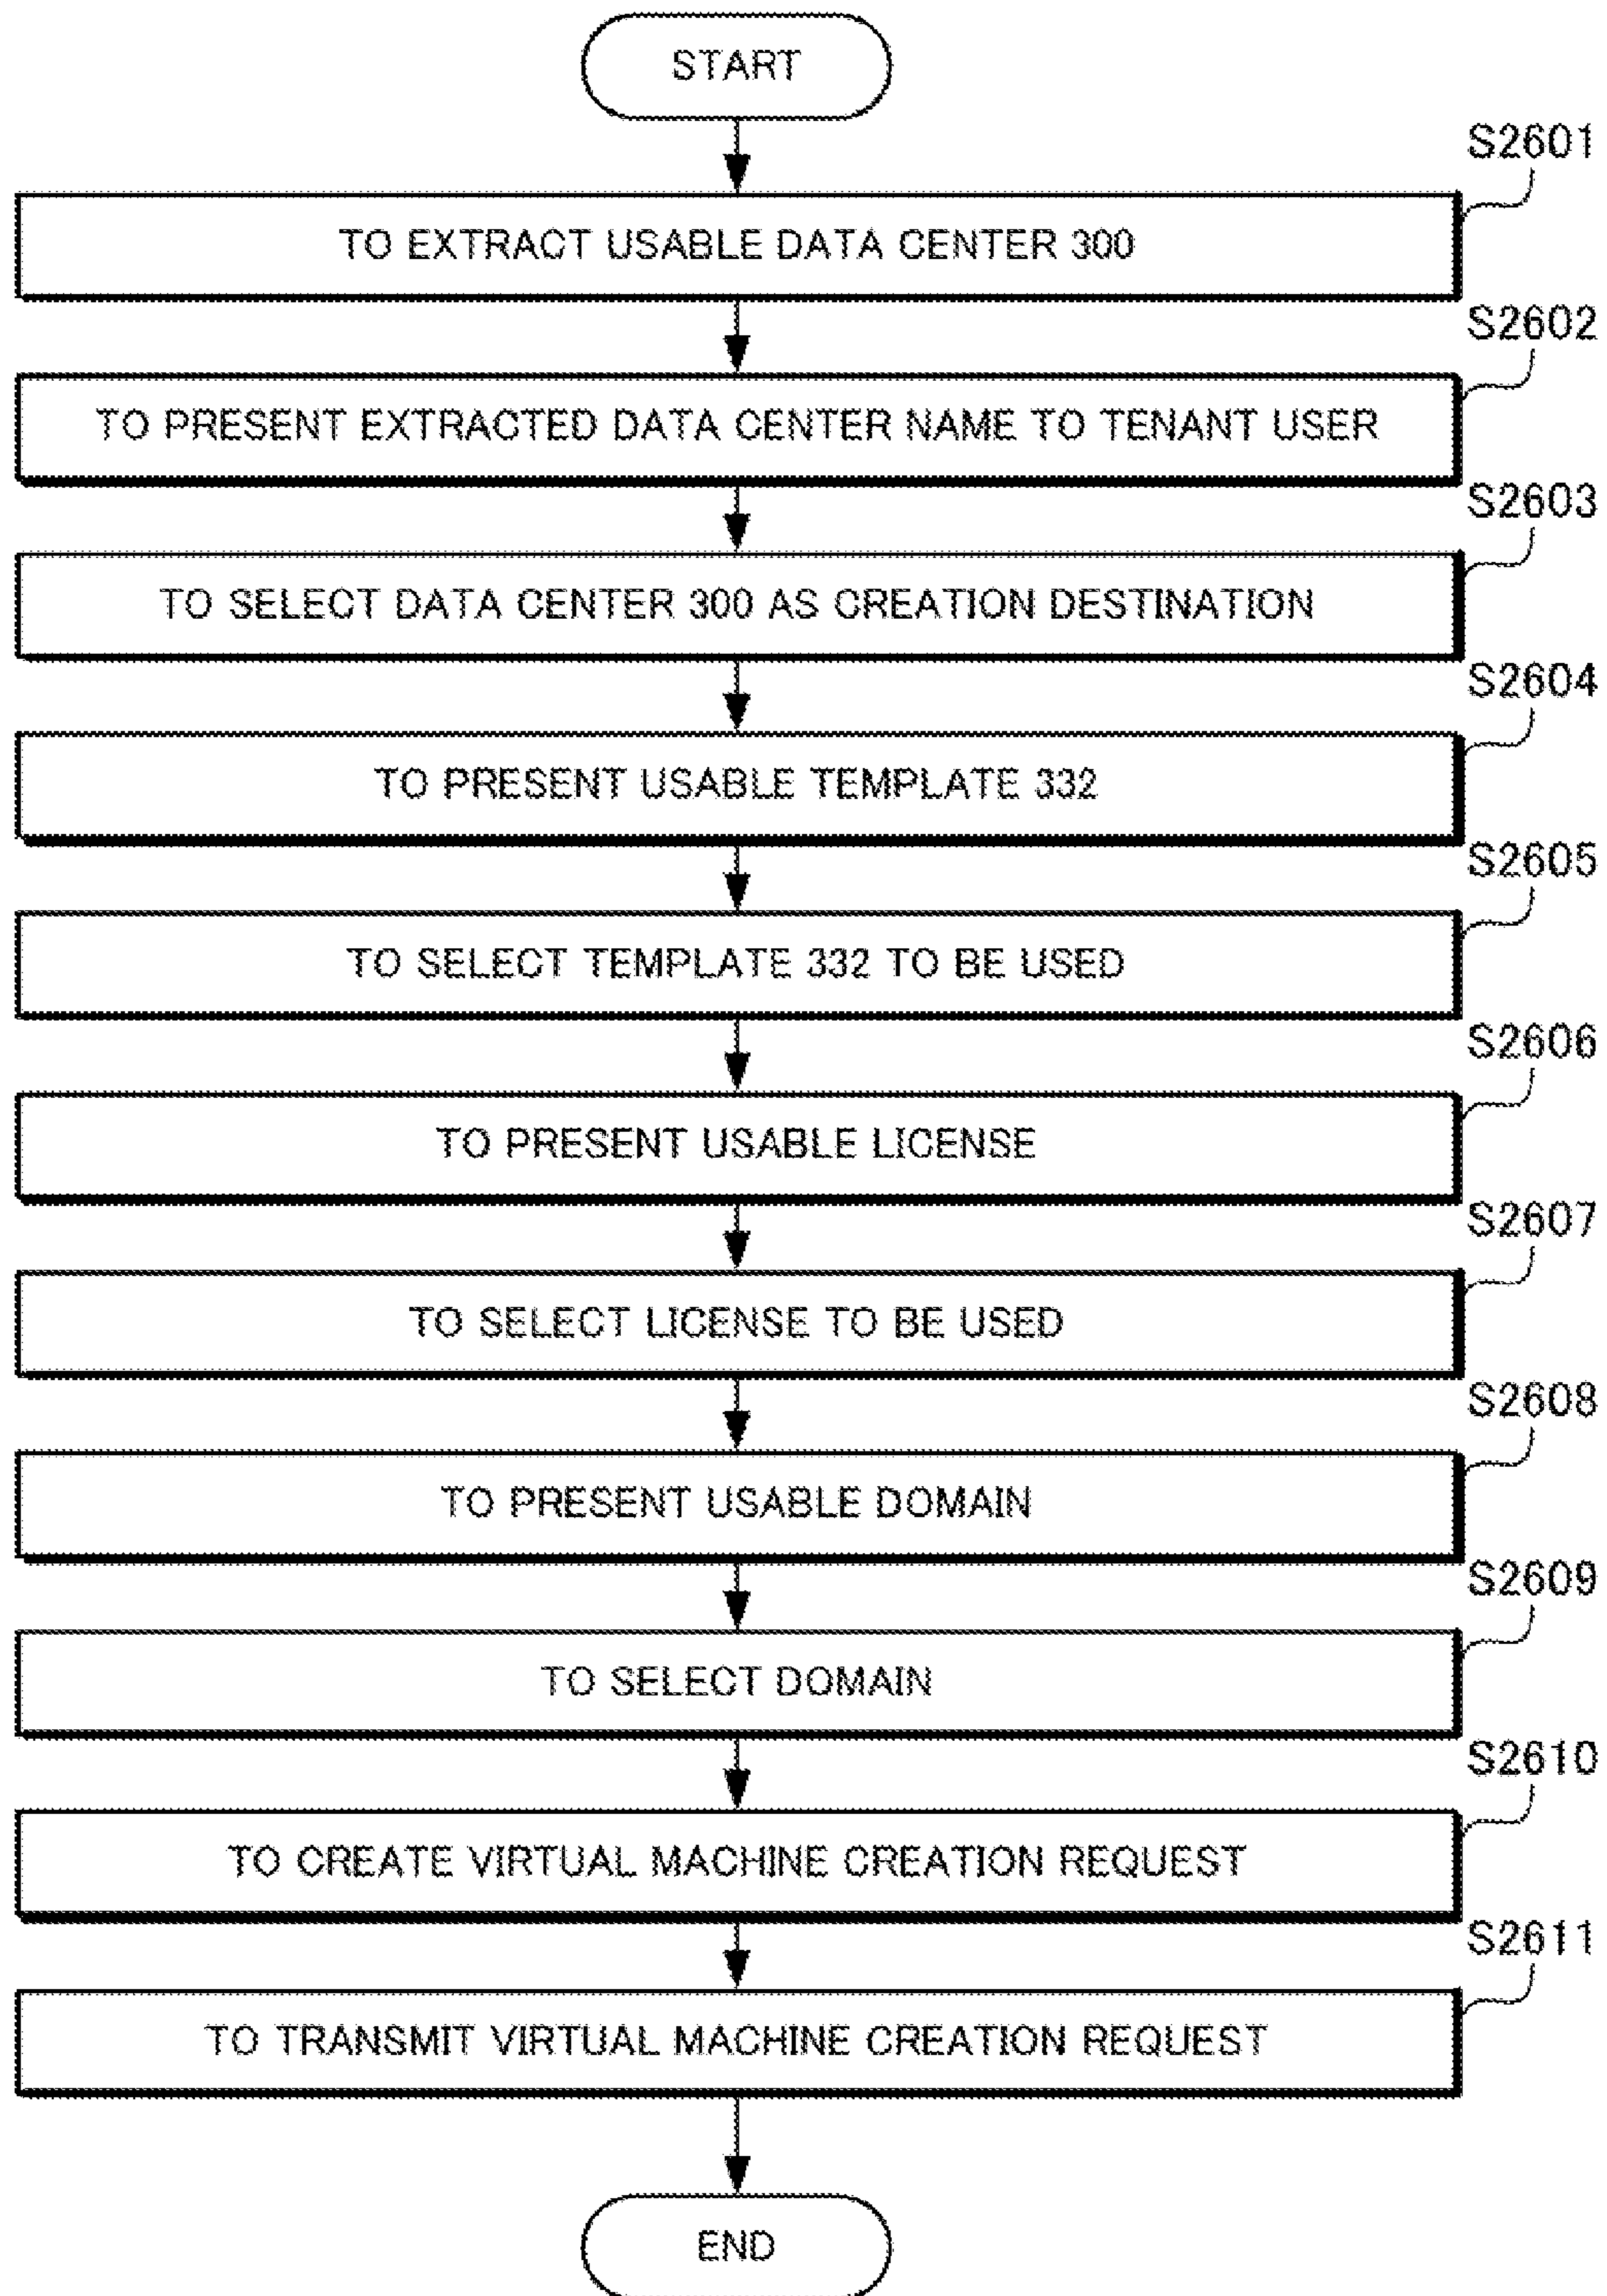 START
S2601
TO EXTRACT USABLE DATA CENTER 300
S2602
TO PRESENT EXTRACTED DATA CENTER NAME TO TENANT USER
S2603
TO SELECT DATA CENTER 300 AS CREATION DESTINATION
S2604
TO PRESENT USABLE TEMPLATE 332
S2605
TO SELECT TEMPLATE 332 TO BE USED
S2606
TO PRESENT USABLE LICENSE
S2607
TO SELECT LICENSE TO BE USED
S2608
TO PRESENT USABLE DOMAIN
S2609
TO SELECT DOMAIN
S2610
TO CREATE VIRTUAL MACHINE CREATION REQUEST
S2611
TO TRANSMIT VIRTUAL MACHINE CREATION REQUEST
END